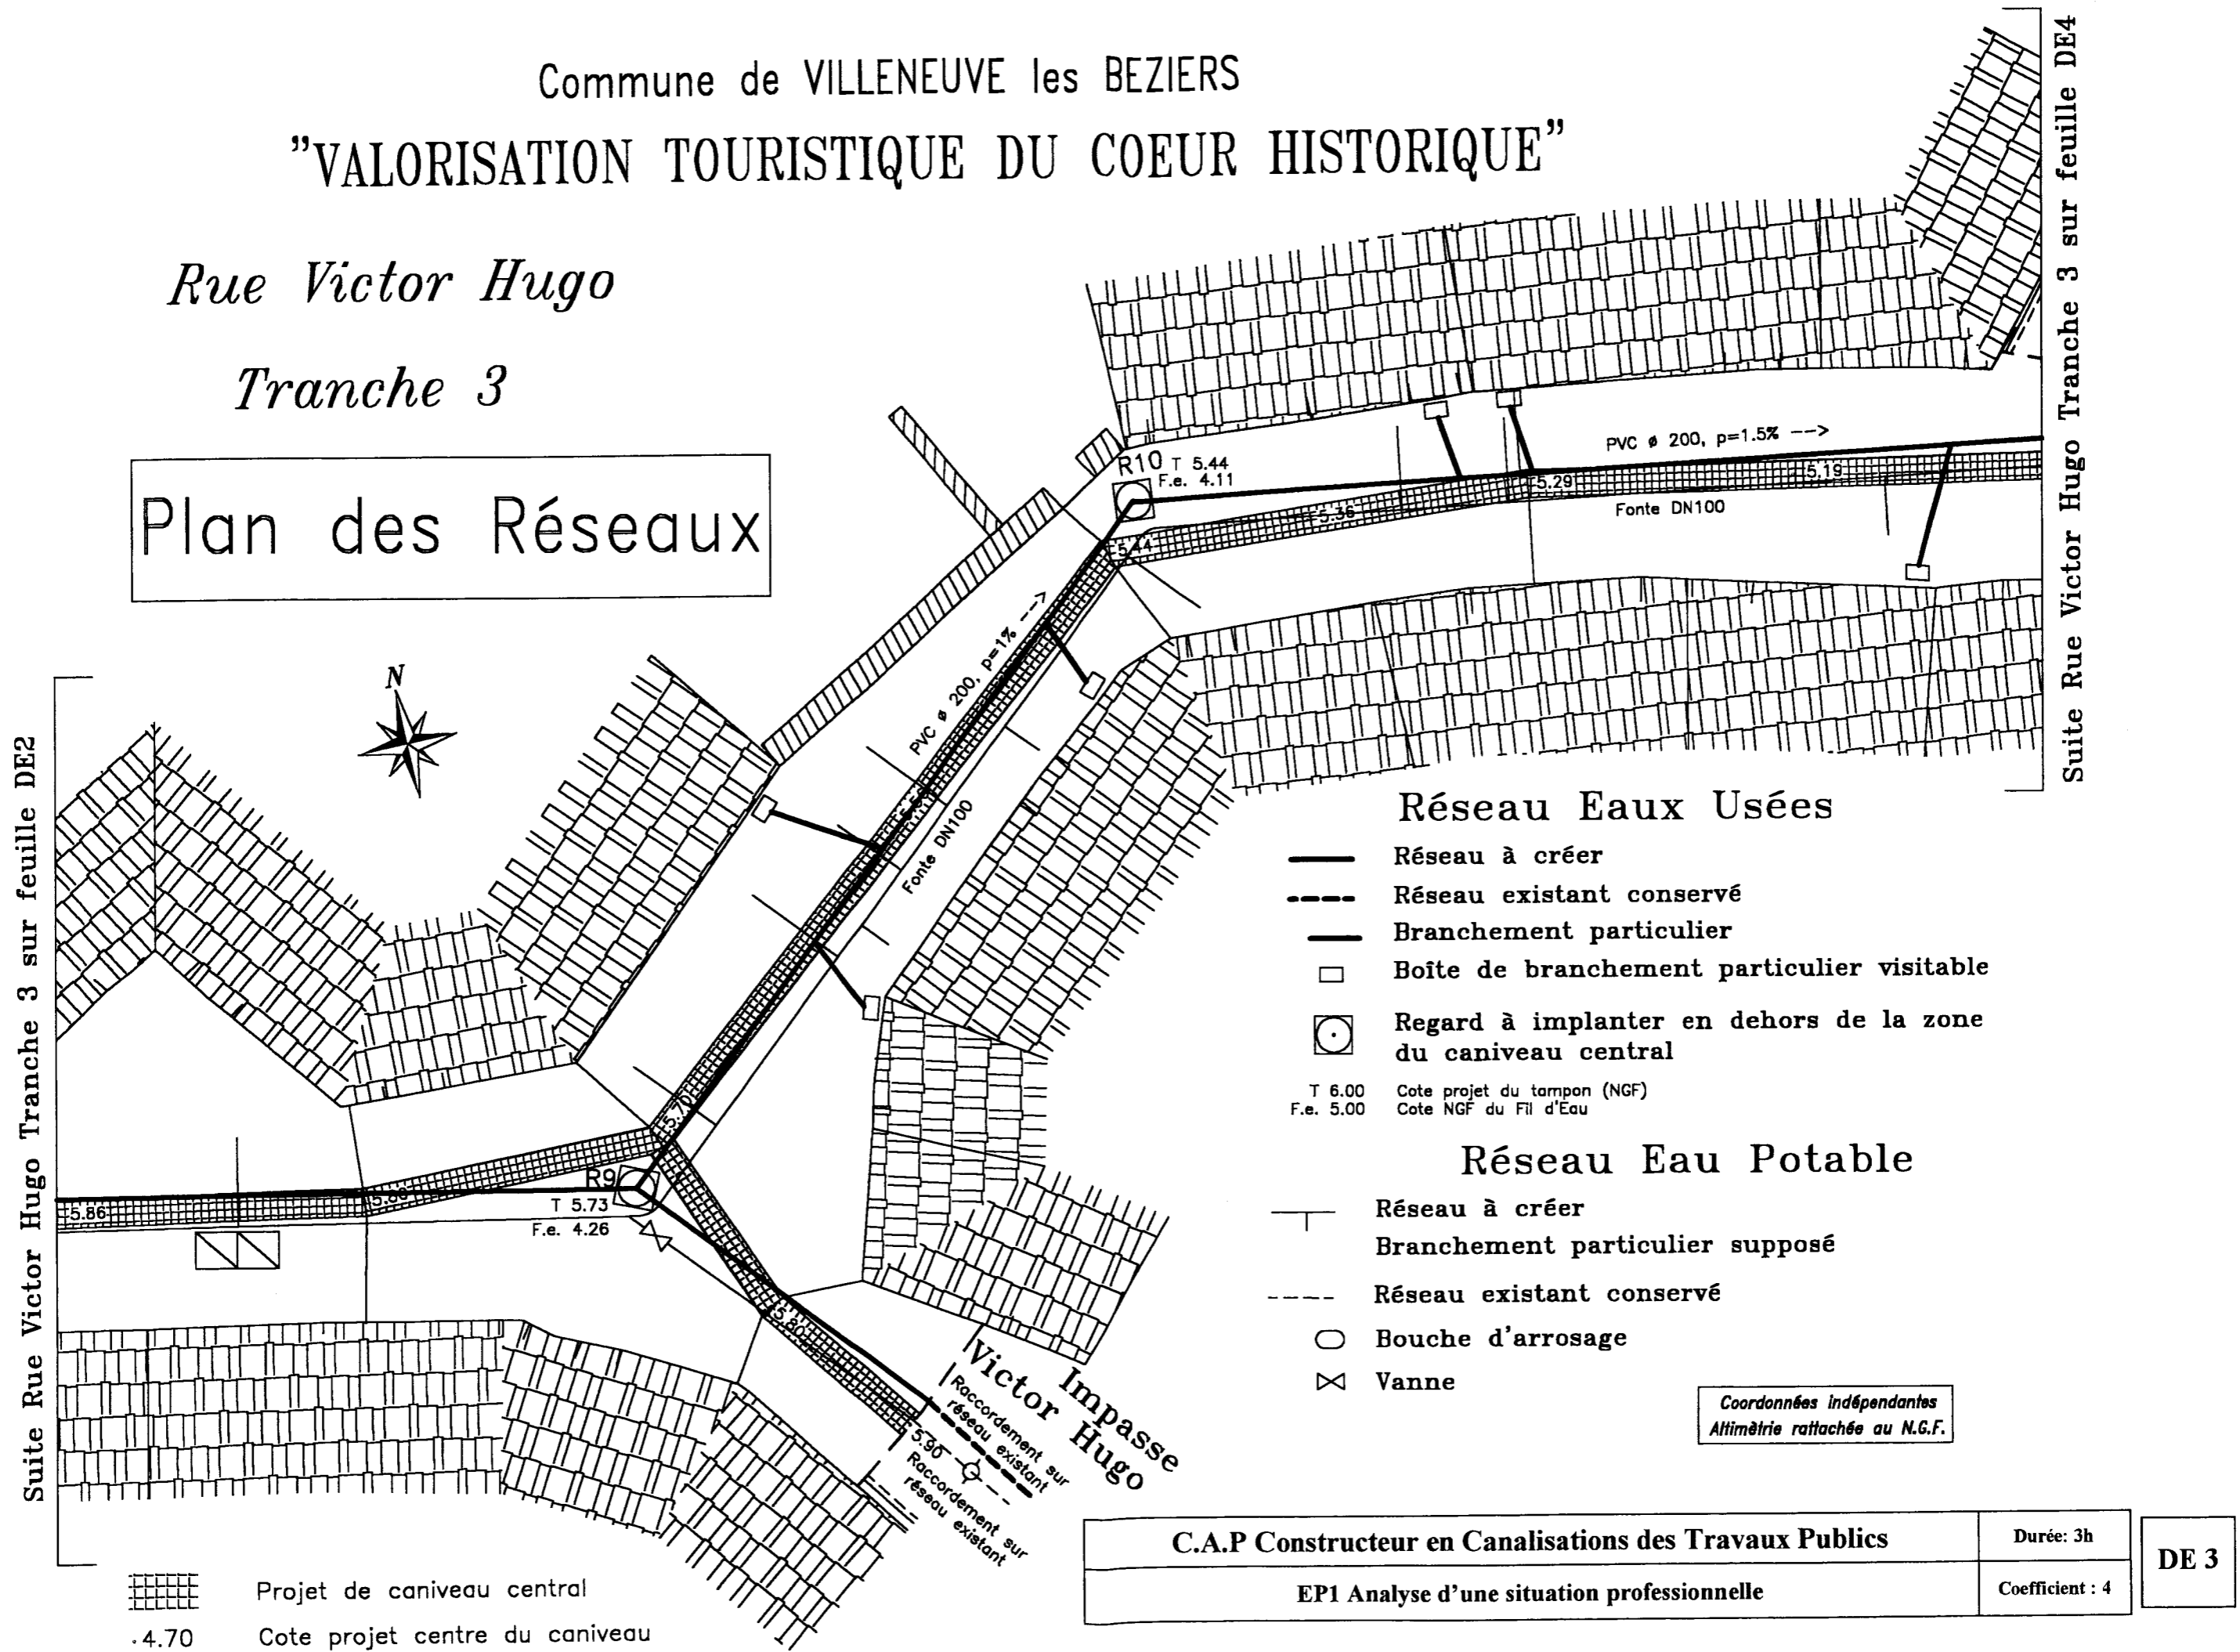 Commune de VILLENEUVE les BEZIERS
"VALORISATION TOURISTIQUE DU COEUR HISTORIQUE"
Rue Victor Hugo
Tranche 3
Plan des Réseaux
N
Suite Rue Victor Hugo Tranche 3 sur feuille DE2
Suite Rue Victor Hugo Tranche 3 sur feuille DE4
R10 T 5.44
F.e. 4.11
PVC ø 200, p=1.5% -->
5.19
5.29
Fonte DN100
5.36
5.44
PVC ø 200, p=1% -->
Fonte DN100
5.70
R9
T 5.73
F.e. 4.26
5.86
5.80
5.90
Impasse
Victor Hugo
Raccordement sur
réseau existant
Raccordement sur
réseau existant
Réseau Eaux Usées
Réseau à créer
Réseau existant conservé
Branchement particulier
Boîte de branchement particulier visitable
Regard à implanter en dehors de la zone
du caniveau central
T 6.00 Cote projet du tampon (NGF)
F.e. 5.00 Cote NGF du Fil d'Eau
Réseau Eau Potable
Réseau à créer
Branchement particulier supposé
Réseau existant conservé
Bouche d'arrosage
Vanne
Coordonnées indépendantes
Altimètrie rattachée au N.G.F.
Projet de caniveau central
.4.70 Cote projet centre du caniveau
C.A.P Constructeur en Canalisations des Travaux Publics
Durée: 3h
EP1 Analyse d'une situation professionnelle
Coefficient : 4
DE 3